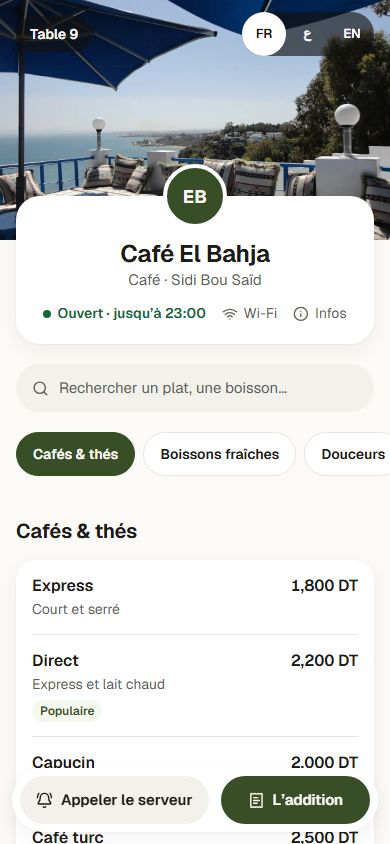 Table 9
FR ع EN
EB
Café El Bahja
Café · Sidi Bou Saïd
Ouvert · jusqu'à 23:00 Wi-Fi Infos
Rechercher un plat, une boisson...
Cafés & thés Boissons fraîches Douceurs
Cafés & thés
Express 1,800 DT
Court et serré
Direct 2,200 DT
Express et lait chaud
Populaire
Capucin 2,000 DT
Appeler le serveur L'addition
Café turc 2,500 DT